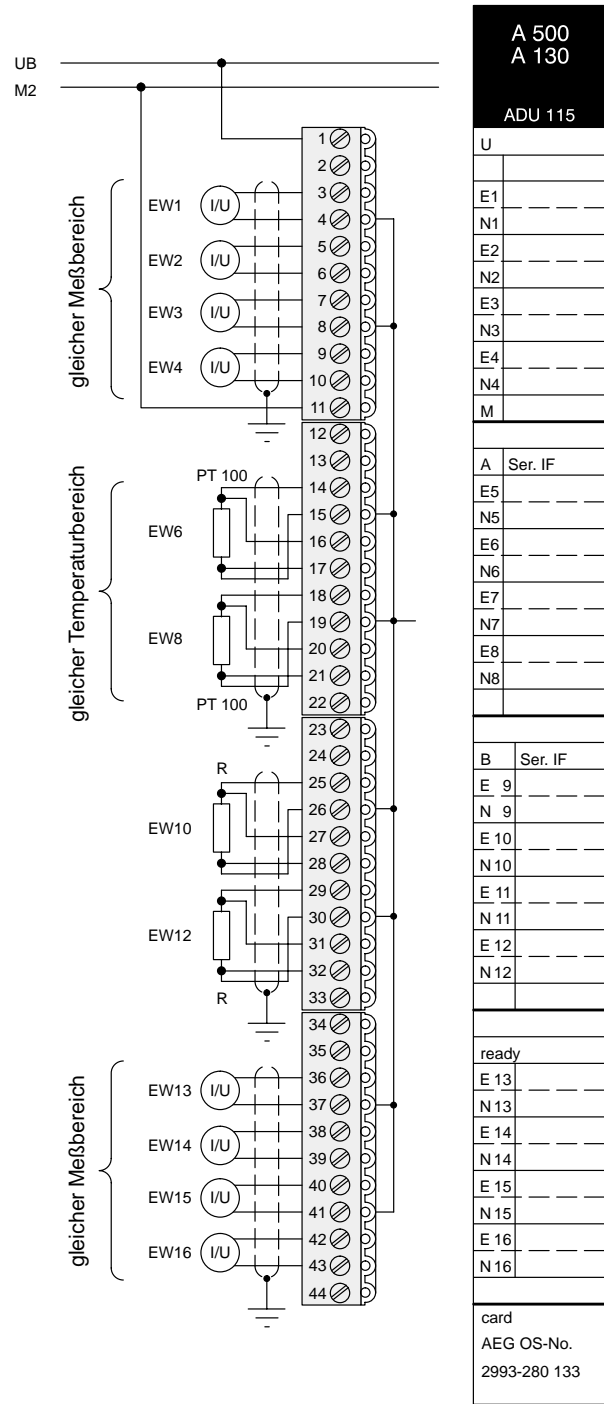 UB
M2
1
2
3
4
5
6
7
8
9
10
11
12
13
14
15
16
17
18
19
20
21
22
23
24
25
26
27
28
29
30
31
32
33
34
35
36
37
38
39
40
41
42
43
44
gleicher Meßbereich
EW1 I/U
EW2 I/U
EW3 I/U
EW4 I/U
gleicher Temperaturbereich
PT 100
EW6
EW8
PT 100
R
EW10
EW12
R
gleicher Meßbereich
EW13 I/U
EW14 I/U
EW15 I/U
EW16 I/U
A 500
A 130
ADU 115
U
E1
N1
E2
N2
E3
N3
E4
N4
M
A Ser. IF
E5
N5
E6
N6
E7
N7
E8
N8
B Ser. IF
E 9
N 9
E 10
N 10
E 11
N 11
E 12
N 12
ready
E 13
N 13
E 14
N 14
E 15
N 15
E 16
N 16
card
AEG OS-No.
2993-280 133